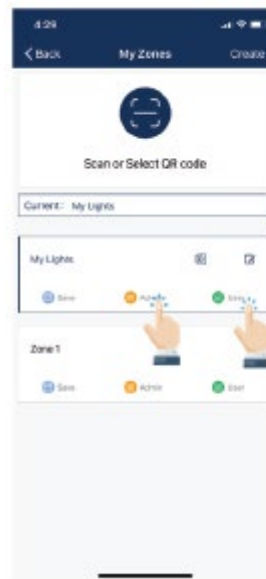 4:29
Back My Zones Create
Scan or Select QR code
Current: My Lights
My Lights
Save Admin User
Zone 1
Save Admin User